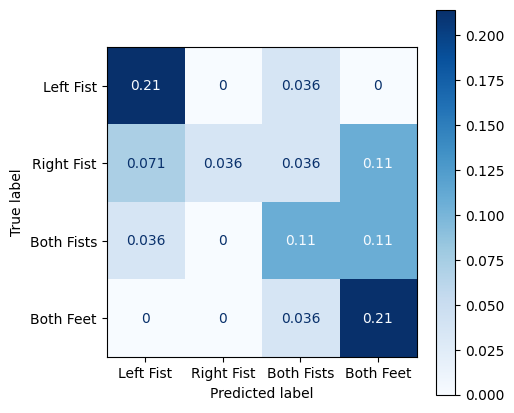 Left Fist 0.21 0 0.036 0
Right Fist 0.071 0.036 0.036 0.11
Both Fists 0.036 0 0.11 0.11
Both Feet 0 0 0.036 0.21
Left Fist Right Fist Both Fists Both Feet
Predicted label
True label
0.200
0.175
0.150
0.125
0.100
0.075
0.050
0.025
0.000